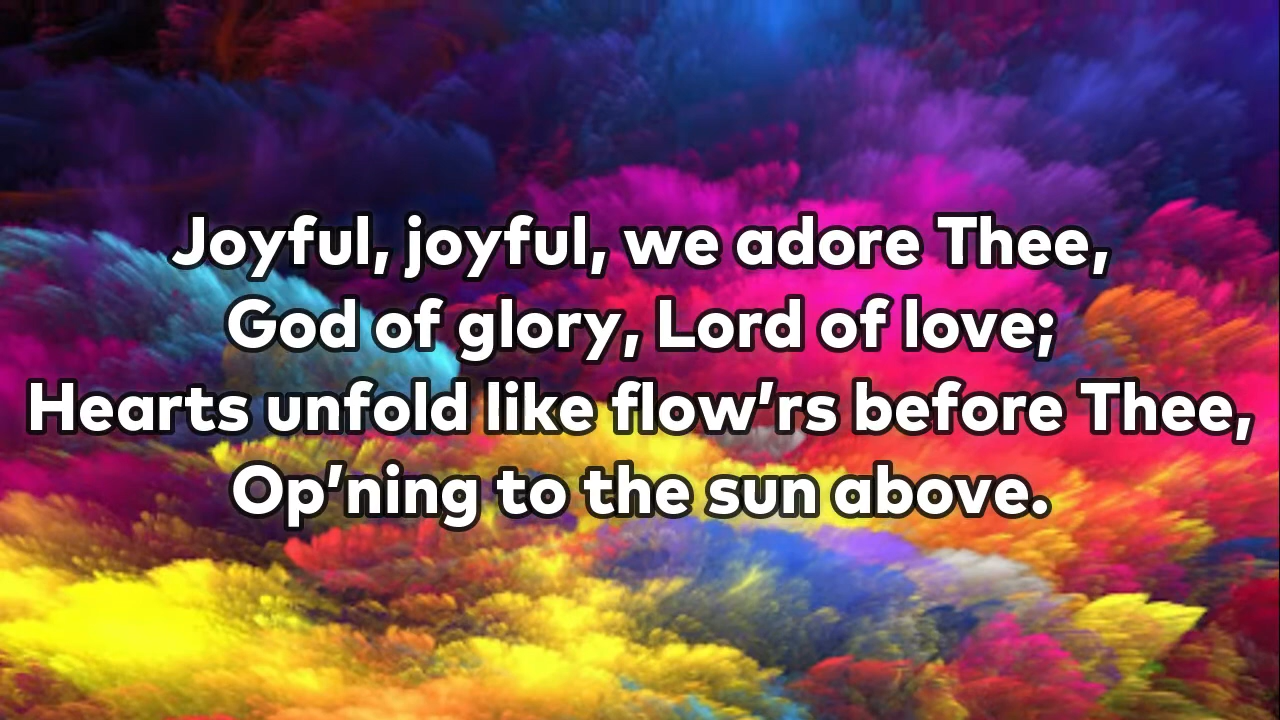 Joyful, joyful, we adore Thee,
God of glory, Lord of love;
Hearts unfold like flow’rs before Thee,
Op’ning to the sun above.